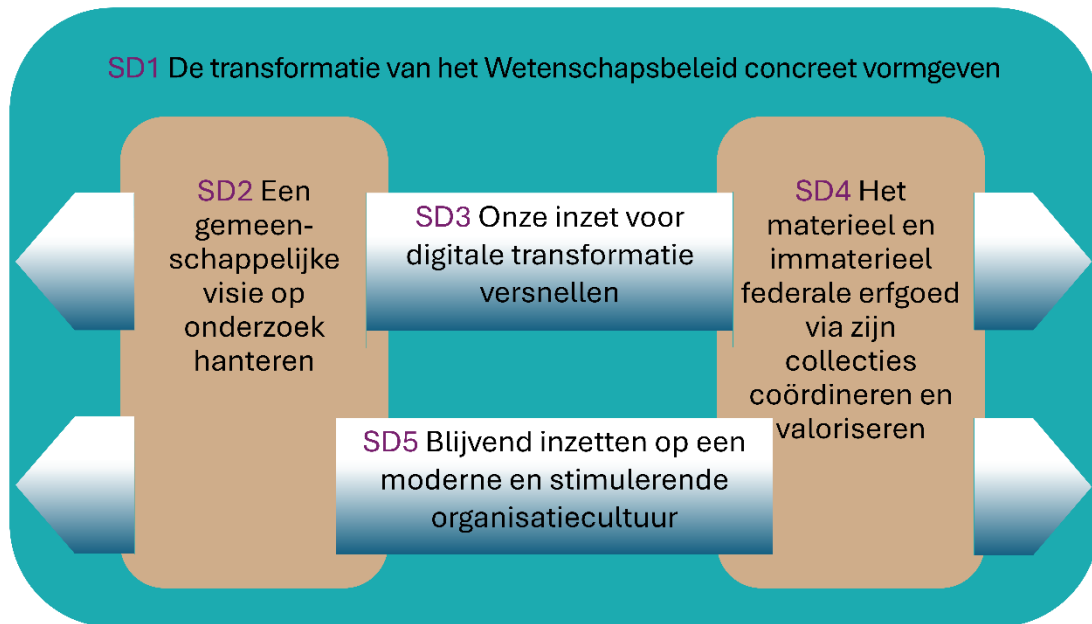 SD1 De transformatie van het Wetenschapsbeleid concreet vormgeven
SD2 Een
gemeen-
schappelijke
visie op
onderzoek
hanteren
SD3 Onze inzet voor
digitale transformatie
versnellen
SD4 Het
materieel en
immaterieel
federale erfgoed
via zijn
collecties
coördineren en
valoriseren
SD5 Blijvend inzetten op een
moderne en stimulerende
organisatiecultuur